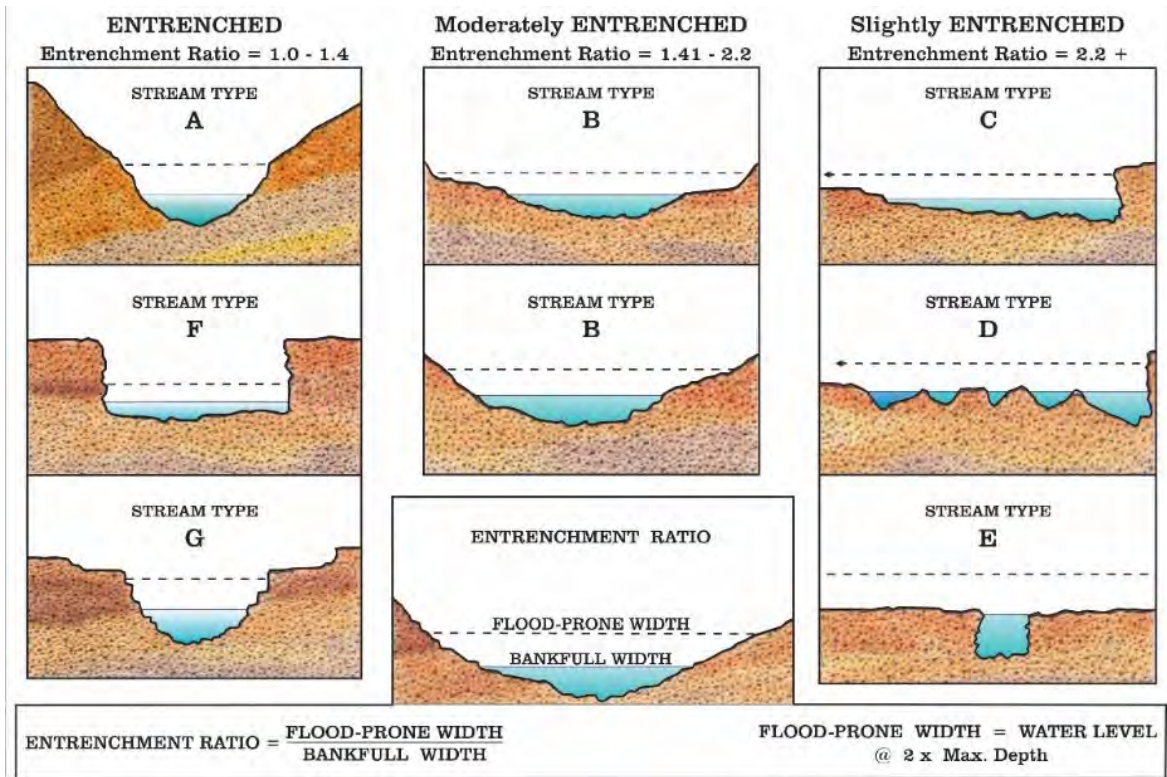 ENTRENCHED
Entrenchment Ratio = 1.0 - 1.4
STREAM TYPE
A
STREAM TYPE
F
STREAM TYPE
G
Moderately ENTRENCHED
Entrenchment Ratio = 1.41 - 2.2
STREAM TYPE
B
STREAM TYPE
B
Slightly ENTRENCHED
Entrenchment Ratio = 2.2 +
STREAM TYPE
C
STREAM TYPE
D
STREAM TYPE
E
ENTRENCHMENT RATIO
FLOOD-PRONE WIDTH
BANKFULL WIDTH
ENTRENCHMENT RATIO = FLOOD-PRONE WIDTH
BANKFULL WIDTH
FLOOD-PRONE WIDTH = WATER LEVEL
@ 2 x Max. Depth